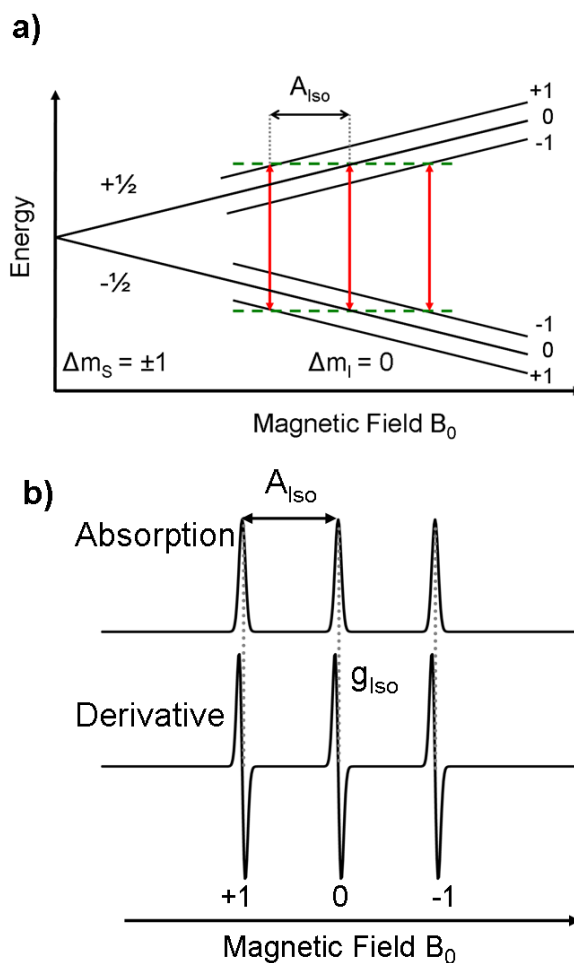 a)
A_Iso
+1
0
-1
+½
Energy
-½
-1
0
+1
Δm_S = ±1 Δm_I = 0
Magnetic Field B_0
b)
A_Iso
Absorption
g_Iso
Derivative
+1 0 -1
Magnetic Field B_0